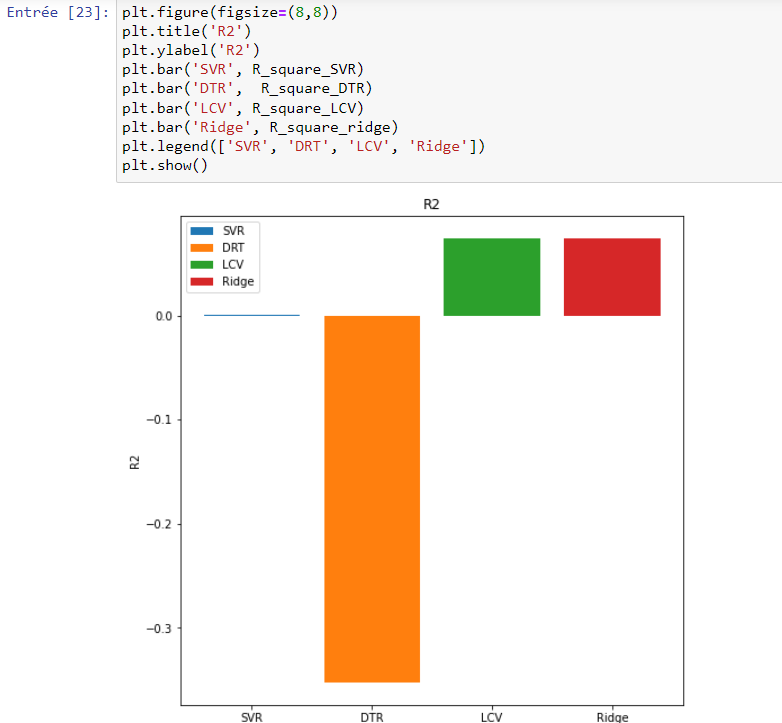 Entrée [23]: plt.figure(figsize=(8,8))
plt.title('R2')
plt.ylabel('R2')
plt.bar('SVR', R_square_SVR)
plt.bar('DTR',  R_square_DTR)
plt.bar('LCV', R_square_LCV)
plt.bar('Ridge', R_square_ridge)
plt.legend(['SVR', 'DRT', 'LCV', 'Ridge'])
plt.show()
R2
SVR
DRT
LCV
Ridge
0.0
−0.1
−0.2
−0.3
R2
SVR DTR LCV Ridge